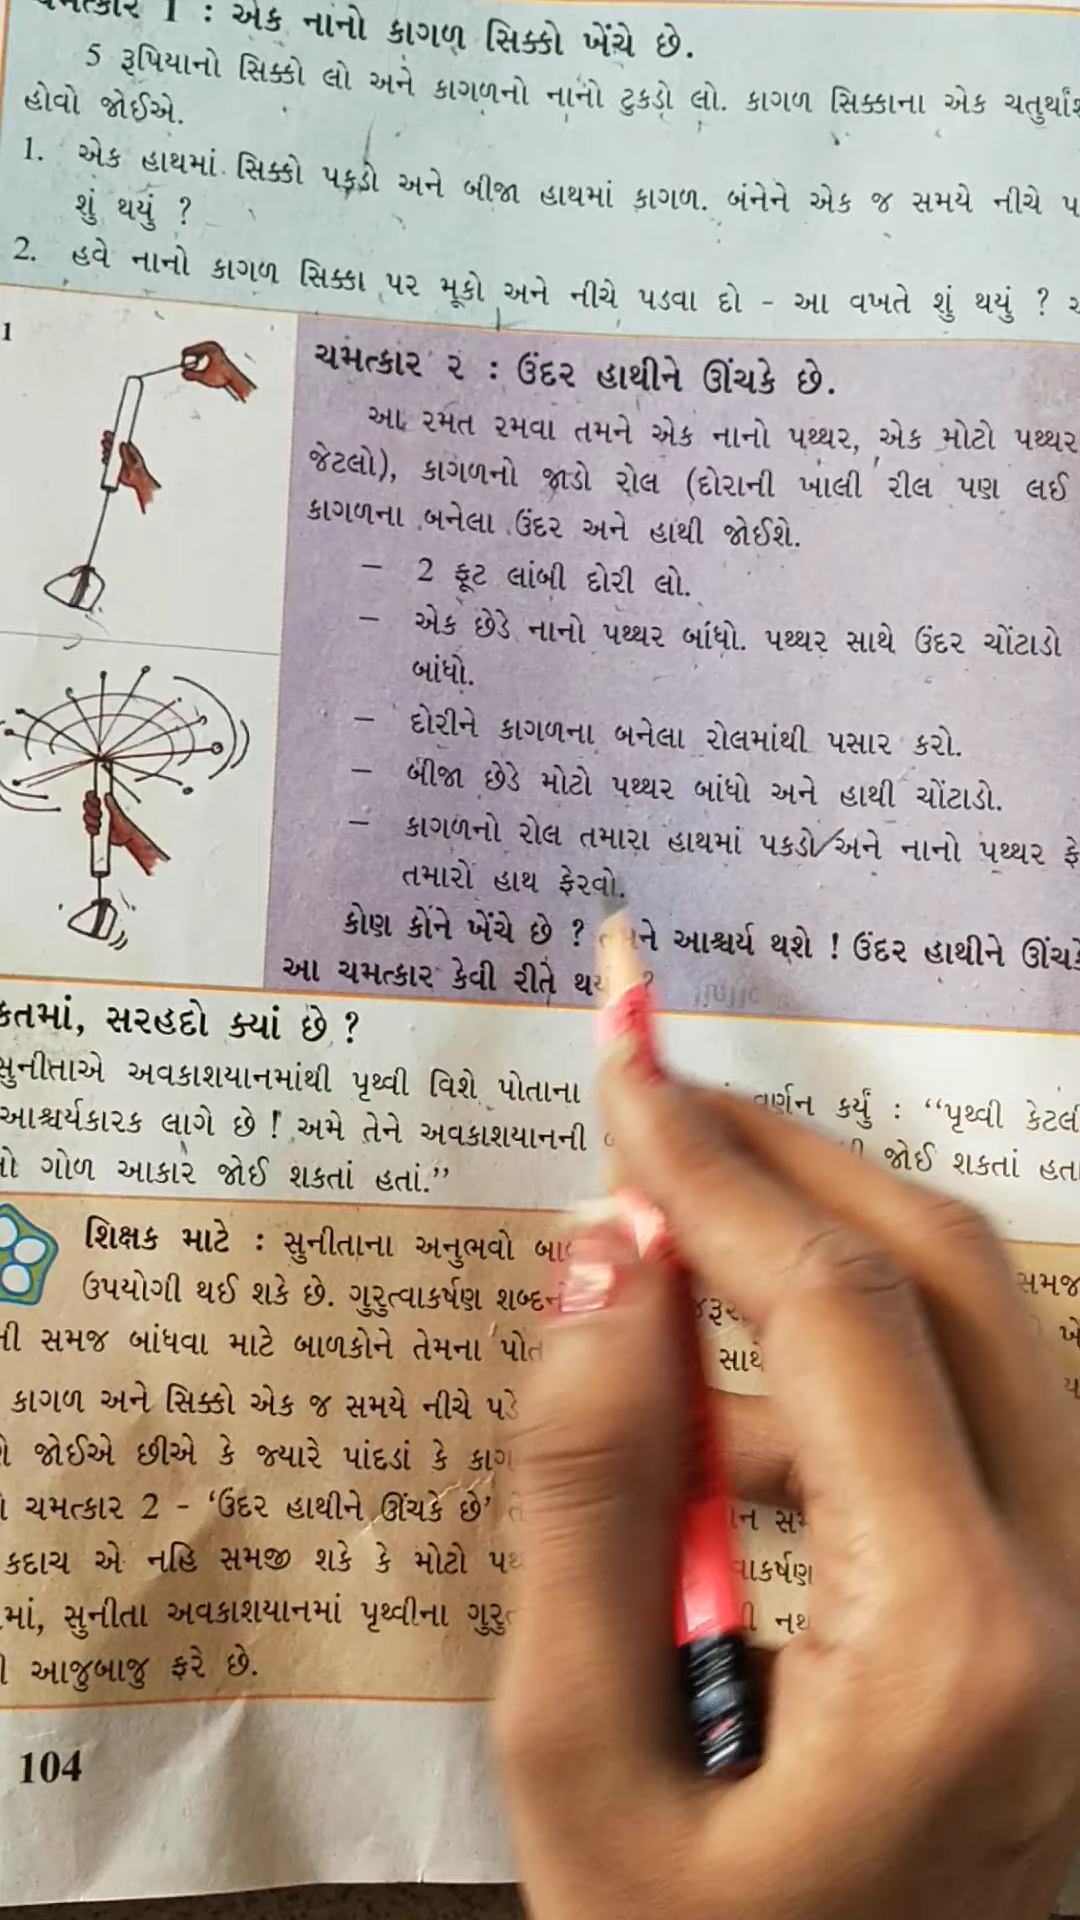 ચમત્કાર 1 : એક નાનો કાગળ સિક્કો ખેંચે છે.
5 રૂપિયાનો સિક્કો લો અને કાગળનો નાનો ટુકડો લો. કાગળ સિક્કાના એક ચતુર્થાંશ
હોવો જોઈએ.
1. એક હાથમાં સિક્કો પકડો અને બીજા હાથમાં કાગળ. બંનેને એક જ સમયે નીચે
શું થયું ?
2. હવે નાનો કાગળ સિક્કા પર મૂકો અને નીચે પડવા દો - આ વખતે શું થયું ?
1
ચમત્કાર ૨ : ઉંદર હાથીને ઊંચકે છે.
આ રમત રમવા તમને એક નાનો પથ્થર, એક મોટો પથ્થર
જેટલો), કાગળનો જાડો રોલ (દોરાની ખાલી રીલ પણ લઈ
કાગળના બનેલા ઉંદર અને હાથી જોઈશે.
– 2 ફૂટ લાંબી દોરી લો.
– એક છેડે નાનો પથ્થર બાંધો. પથ્થર સાથે ઉંદર ચોંટાડો
બાંધો.
– દોરીને કાગળના બનેલા રોલમાંથી પસાર કરો.
– બીજા છેડે મોટો પથ્થર બાંધો અને હાથી ચોંટાડો.
– કાગળનો રોલ તમારા હાથમાં પકડો અને નાનો પથ્થર
તમારો હાથ ફેરવો.
કોણ કોને ખેંચે છે ? આશ્ચર્ય થશે ! ઉંદર હાથીને
આ ચમત્કાર કેવી રીતે
સરહદો ક્યાં છે ?
સુનીતાએ અવકાશયાનમાંથી પૃથ્વી વિશે પોતાના વર્ણન કર્યું : “પૃથ્વી
આશ્ચર્યકારક લાગે છે ! અમે તેને અવકાશયાનની જોઈ શકતાં
ગોળ આકાર જોઈ શકતાં હતાં.”
શિક્ષક માટે : સુનીતાના અનુભવો
ઉપયોગી થઈ શકે છે. ગુરુત્વાકર્ષણ
સમજ બાંધવા માટે બાળકોને તેમના
કાગળ અને સિક્કો એક જ સમયે નીચે
જોઈએ છીએ કે જ્યારે પાંદડાં કે
ચમત્કાર 2 - ‘ઉંદર હાથીને ઊંચકે છે’
કદાચ એ નહિ સમજી શકે કે મોટો
સુનીતા અવકાશયાનમાં પૃથ્વીના
આજુબાજુ ફરે છે.
104